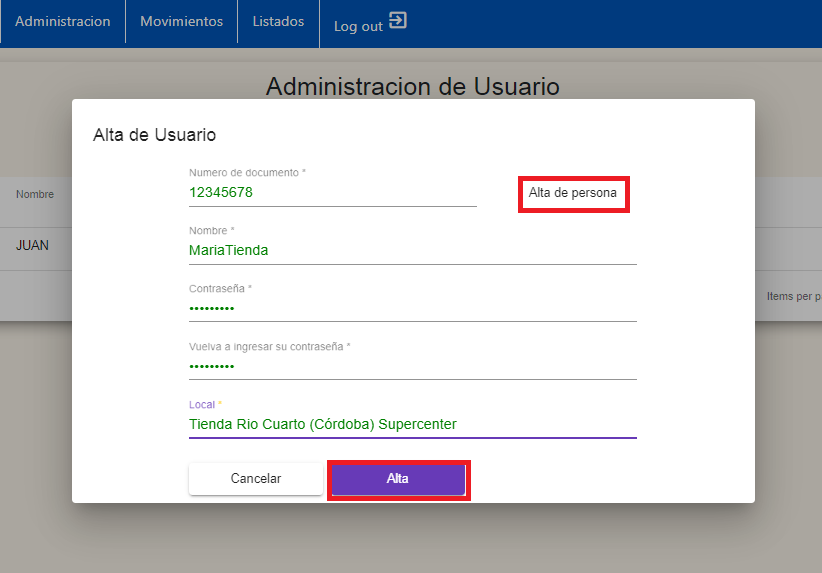 Administracion
Movimientos
Listados
Log out
Administracion de Usuario
Alta de Usuario
Numero de documento *
12345678
Alta de persona
Nombre
Nombre *
MariaTienda
JUAN
Contraseña *
•••••••••
Items per p
Vuelva a ingresar su contraseña *
•••••••••
Local *
Tienda Rio Cuarto (Córdoba) Supercenter
Cancelar
Alta